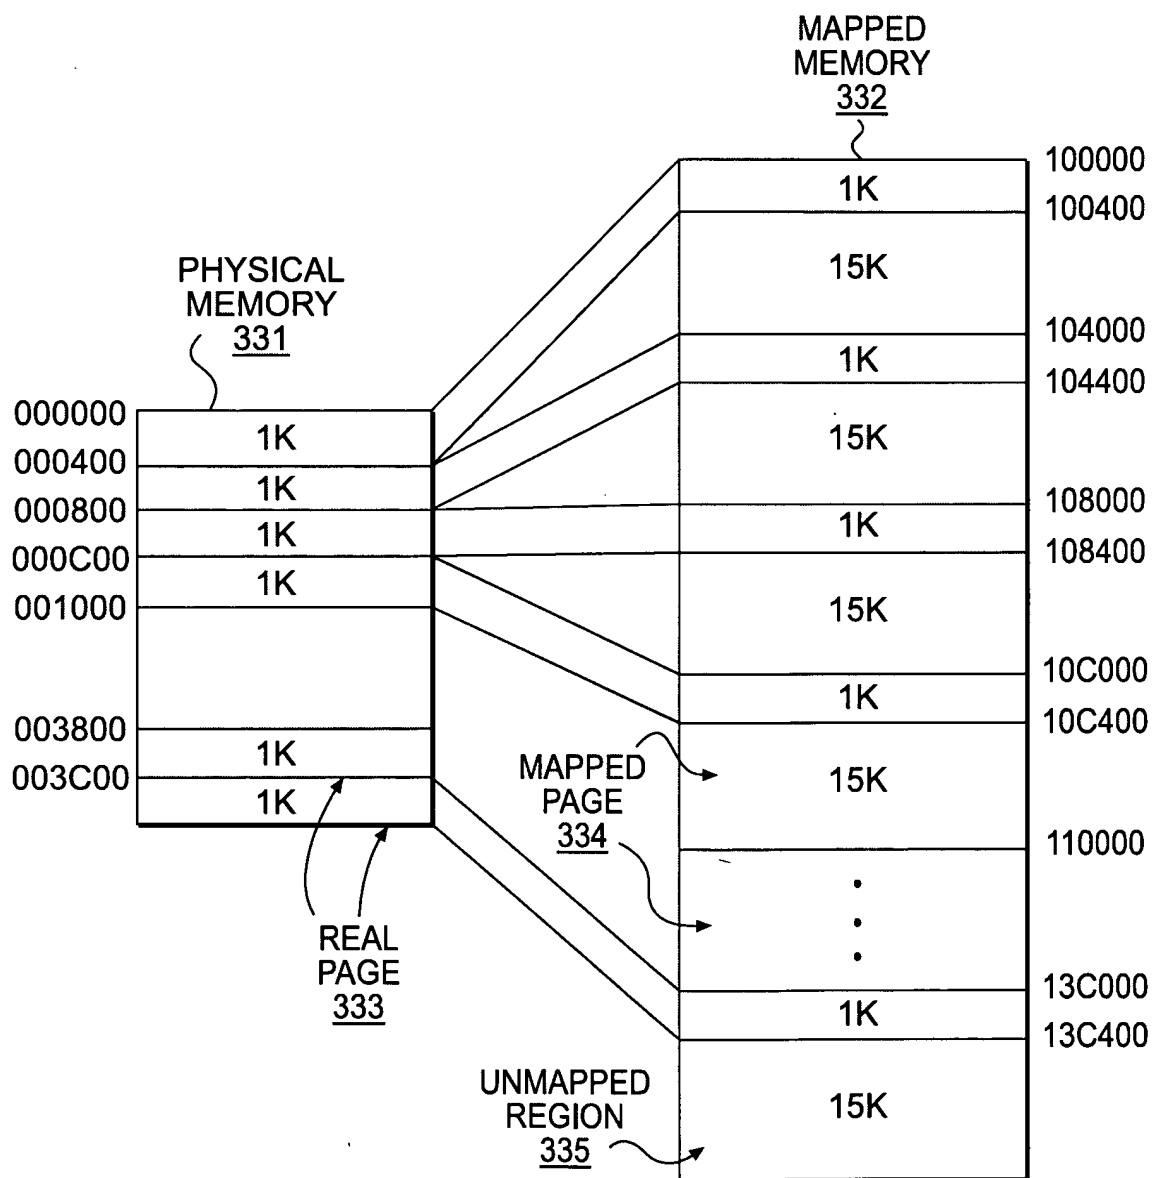 MAPPED
MEMORY
332
100000
1K
100400
15K
PHYSICAL
MEMORY
331
104000
1K
104400
000000
1K
15K
000400
1K
000800
108000
1K
1K
000C00
108400
1K
001000
15K
10C000
1K
10C400
003800
1K
003C00
1K
MAPPED
PAGE
334
15K
110000
REAL
PAGE
333
13C000
1K
13C400
UNMAPPED
REGION
335
15K